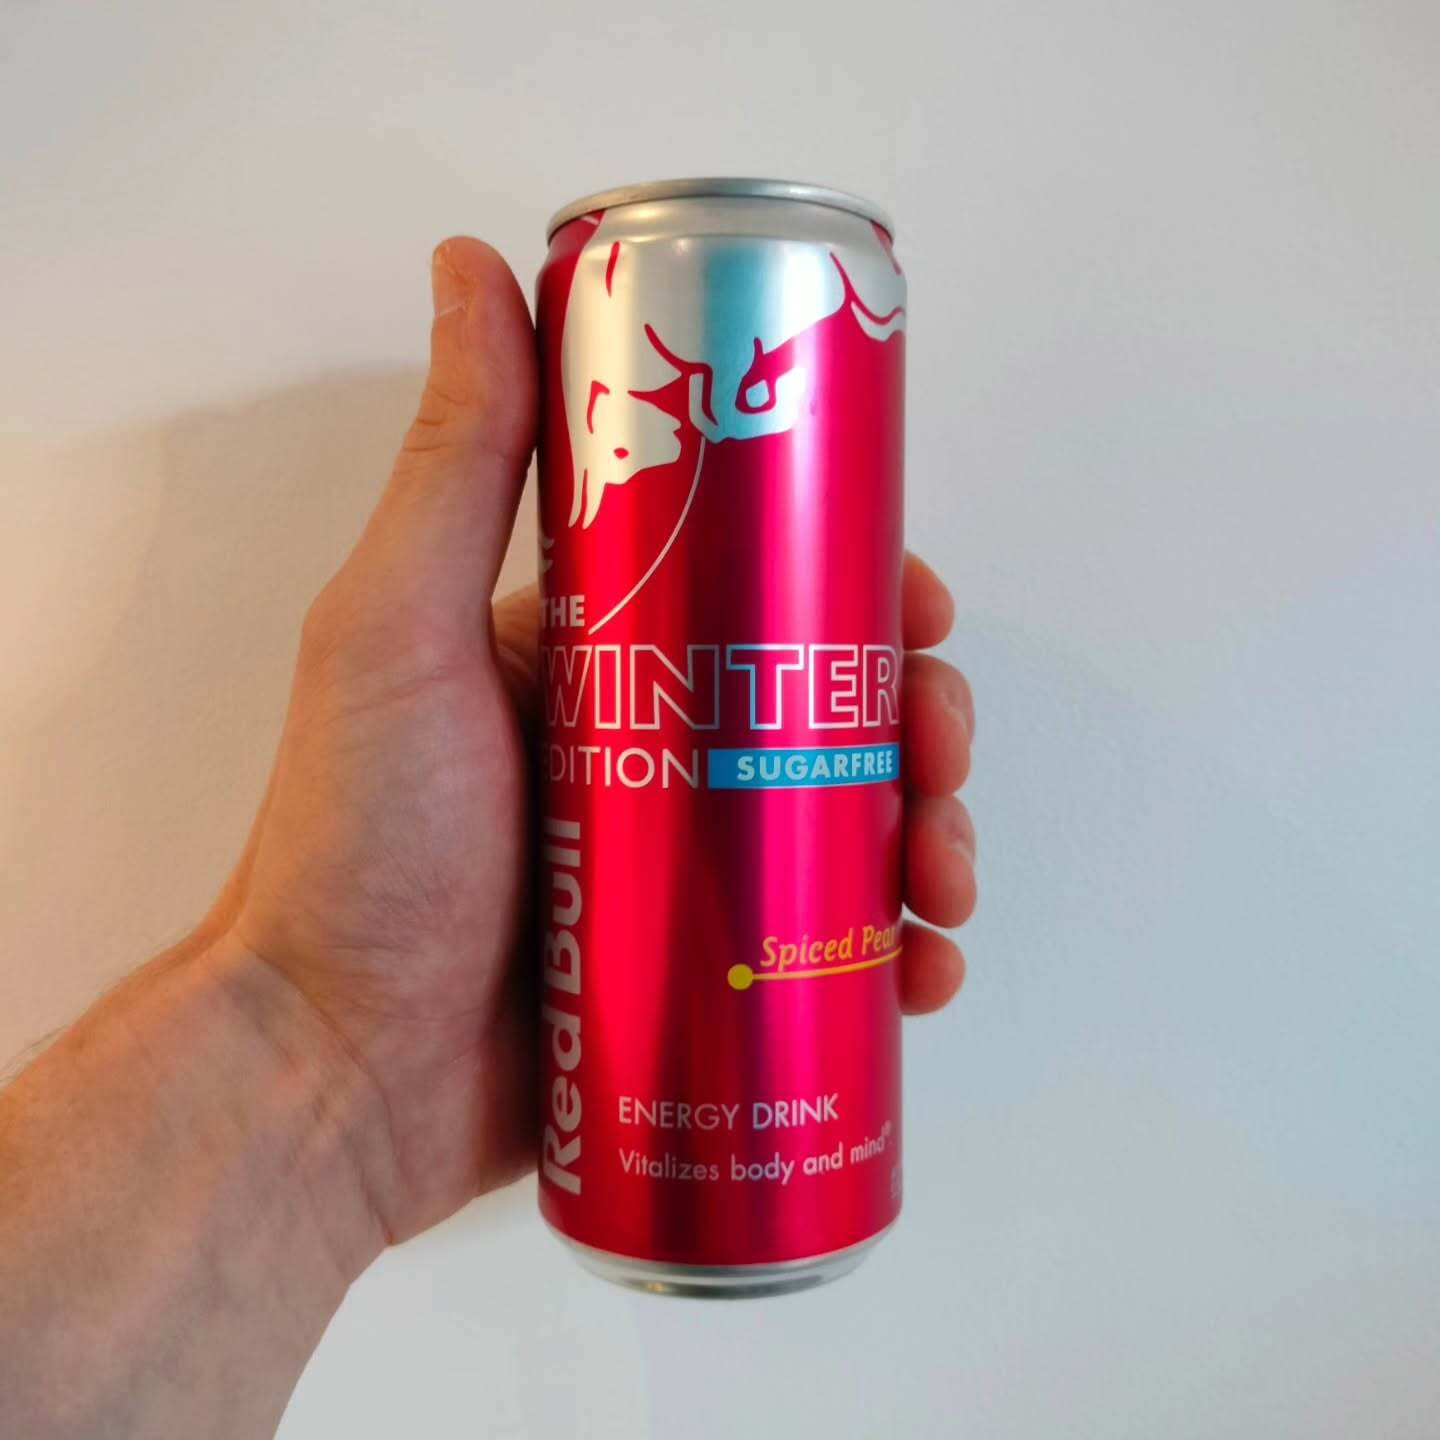 THE
WINTER
EDITION SUGARFREE
Red Bull
Spiced Pear
ENERGY DRINK
Vitalizes body and mind®.